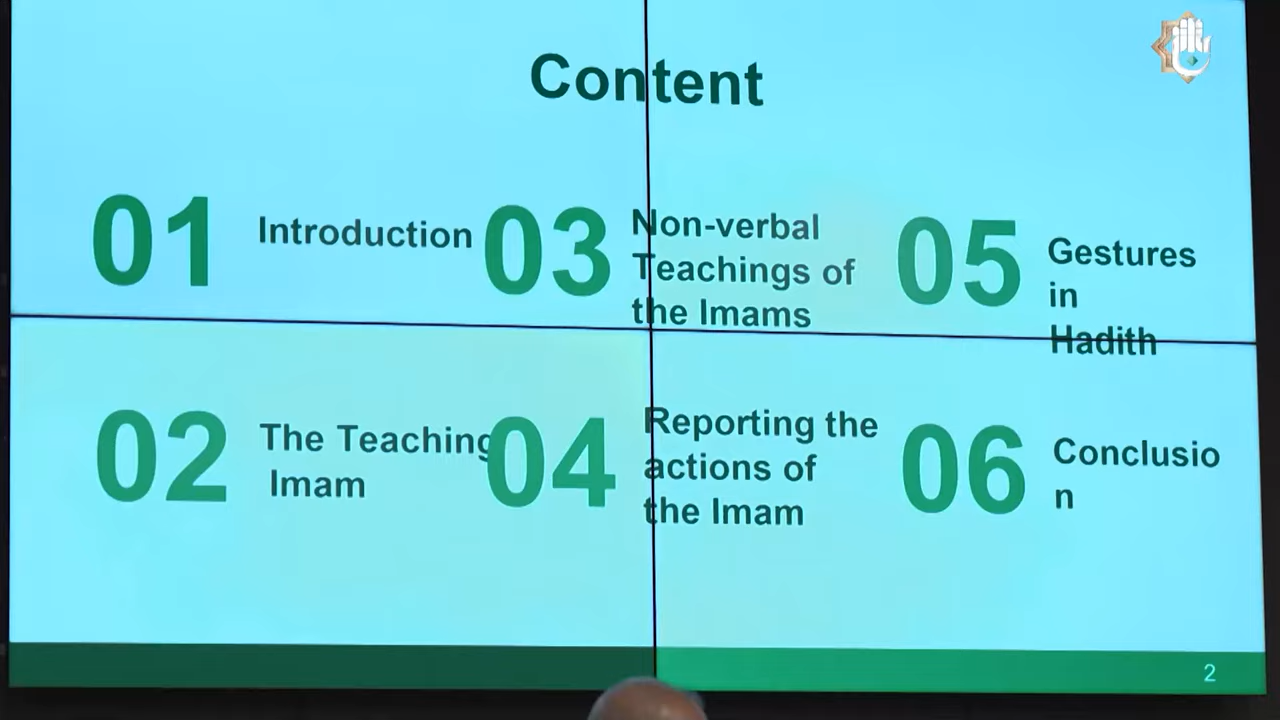 Content
01
Introduction
02
The Teaching
Imam
03
Non-verbal
Teachings of
the Imams
04
Reporting the
actions of
the Imam
05
Gestures
in
Hadith
06
Conclusio
n
2